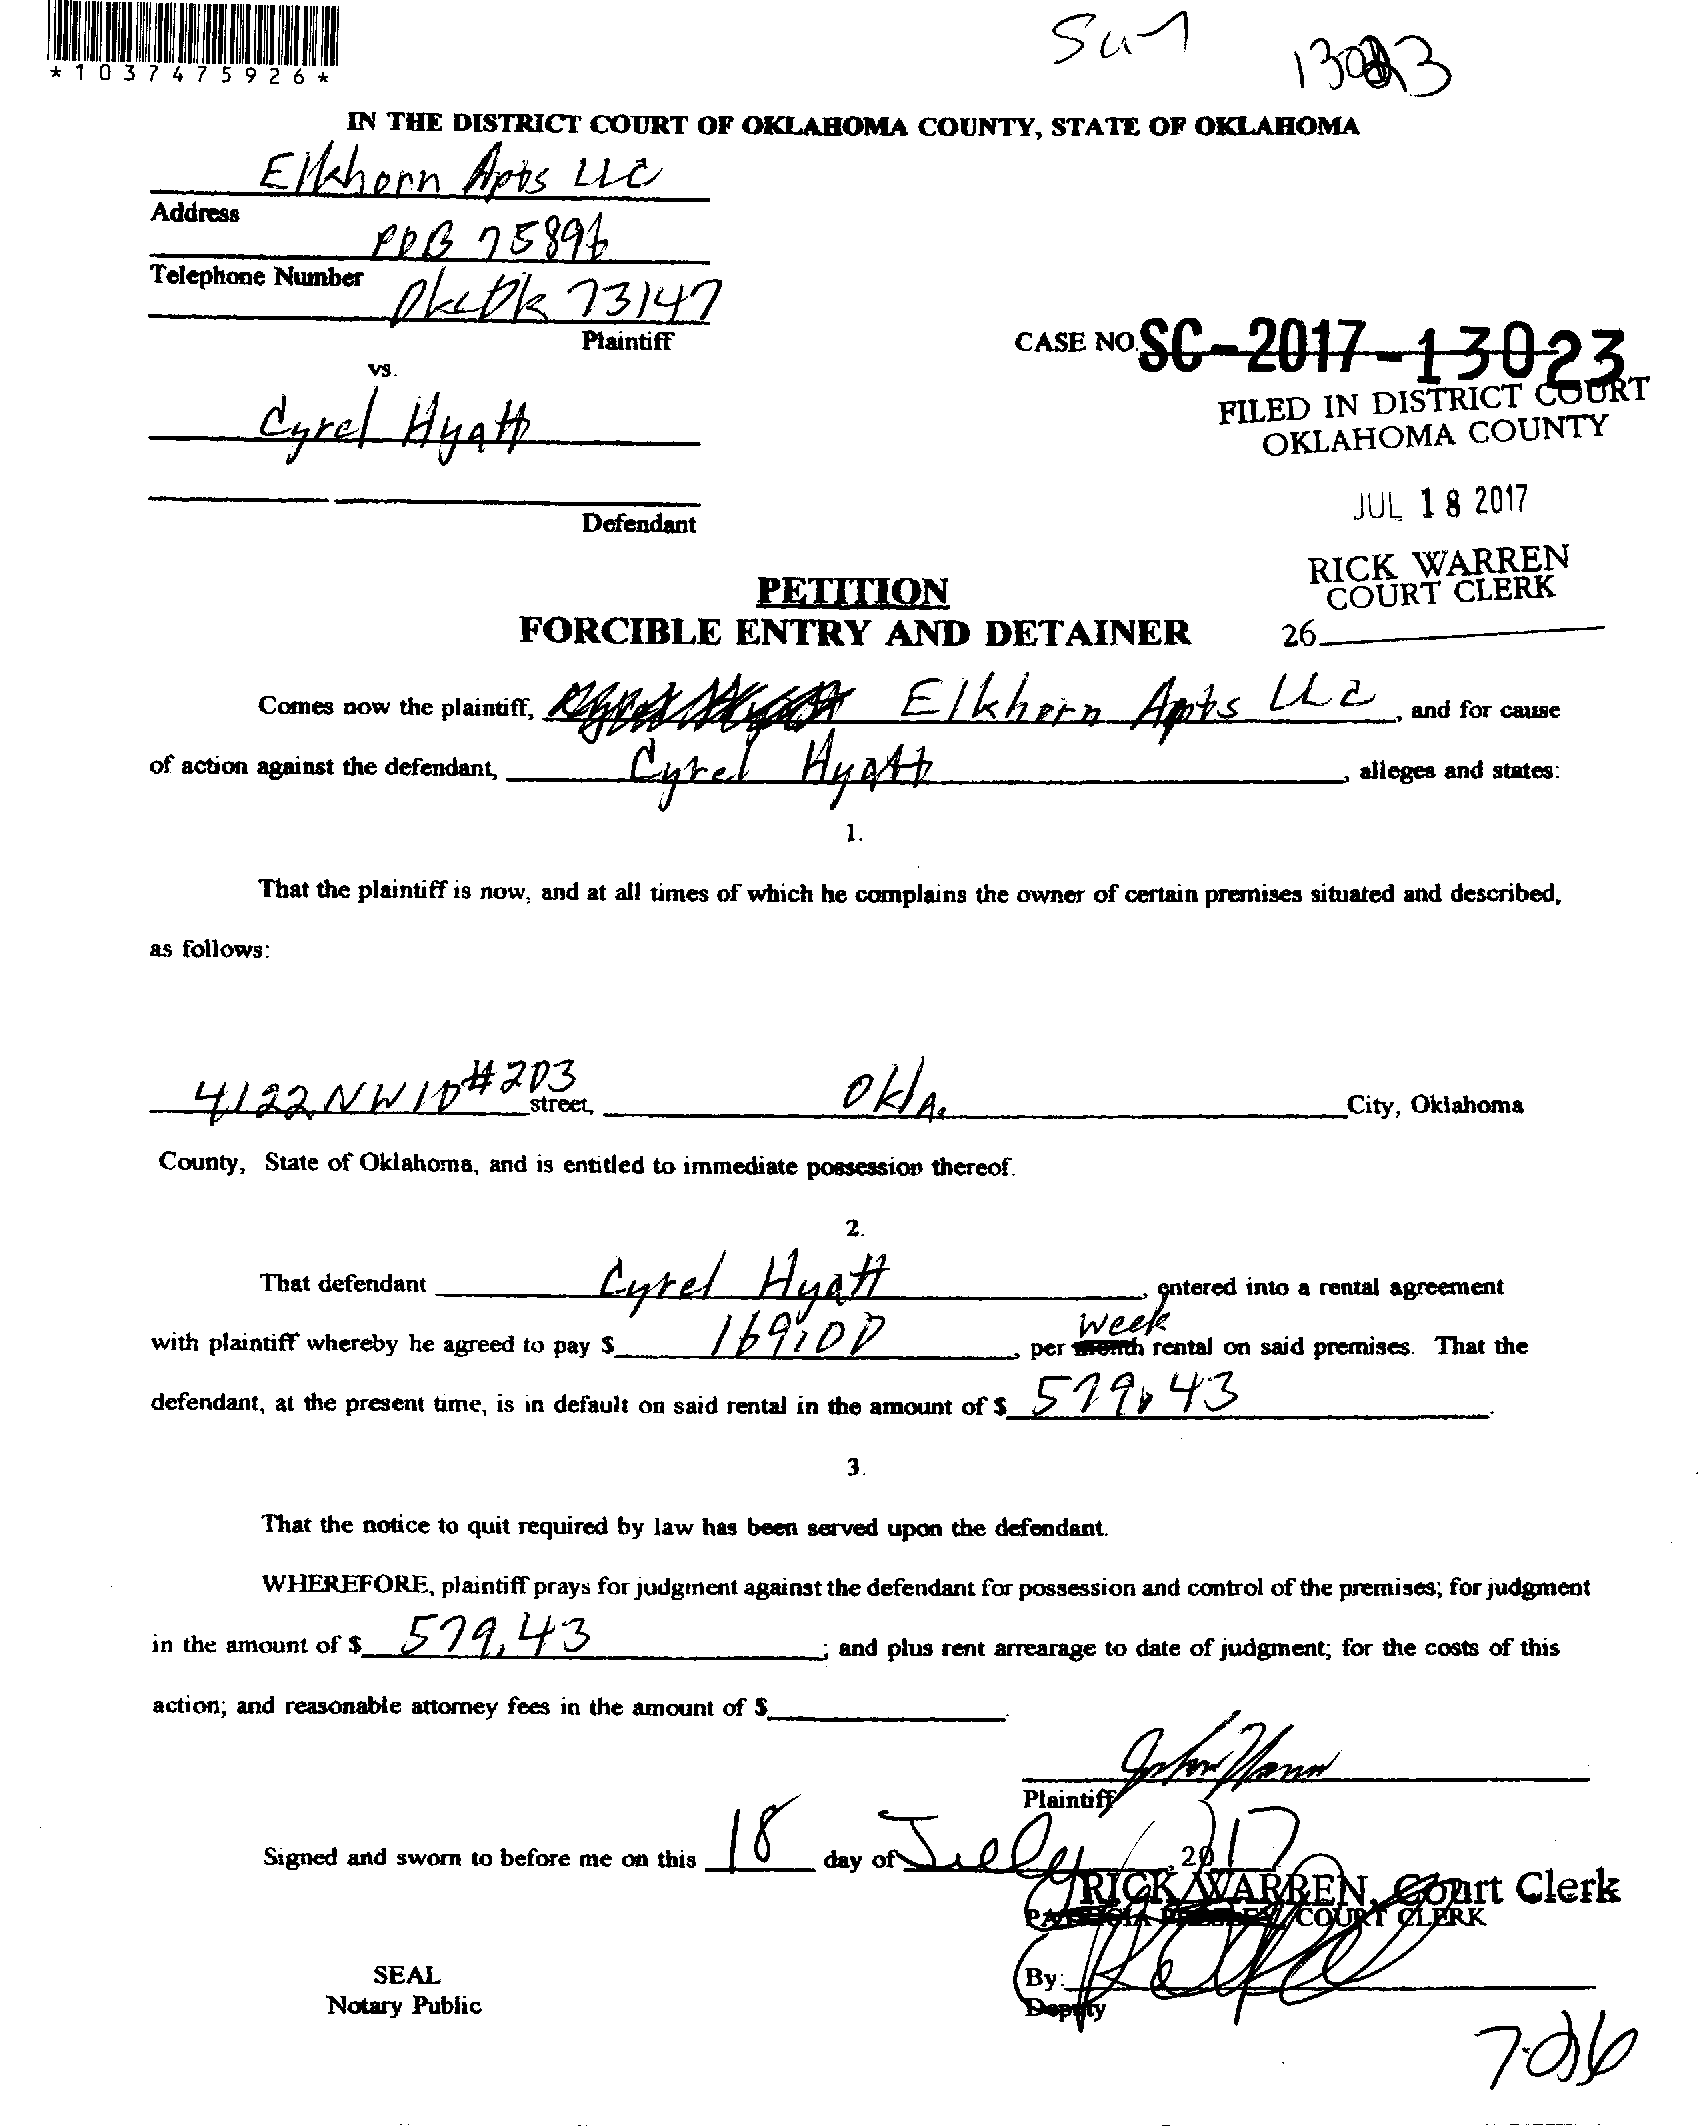 *1037475926*
IN THE DISTRICT COURT OF OKLAHOMA COUNTY, STATE OF OKLAHOMA
Elkhorn Apts LLC
Address
POB 75896
Telephone Number
Okc Ok 73147
Plaintiff
CASE NO. SC-2017-13023
vs.
FILED IN DISTRICT COURT
OKLAHOMA COUNTY
Cyrel Hyatt
JUL 18 2017
Defendant
RICK WARREN
COURT CLERK
PETITION
FORCIBLE ENTRY AND DETAINER
26
Comes now the plaintiff, Elkhorn Apts LLC, and for cause
of action against the defendant, Cyrel Hyatt, alleges and states:
1.
That the plaintiff is now, and at all times of which he complains the owner of certain premises situated and described,
as follows:
4122 NW 10 #203 street, Okla. City, Oklahoma
County, State of Oklahoma, and is entitled to immediate possession thereof.
2.
That defendant Cyrel Hyatt, entered into a rental agreement
with plaintiff whereby he agreed to pay $ 169.00, per month week rental on said premises. That the
defendant, at the present time, is in default on said rental in the amount of $ 579.43.
3.
That the notice to quit required by law has been served upon the defendant.
WHEREFORE, plaintiff prays for judgment against the defendant for possession and control of the premises; for judgment
in the amount of $ 579.43; and plus rent arrearage to date of judgment; for the costs of this
action; and reasonable attorney fees in the amount of $
Plaintiff
Signed and sworn to before me on this 18 day of July, 2017
RICK WARREN, Court Clerk
COURT CLERK
SEAL
By:
Notary Public
Deputy